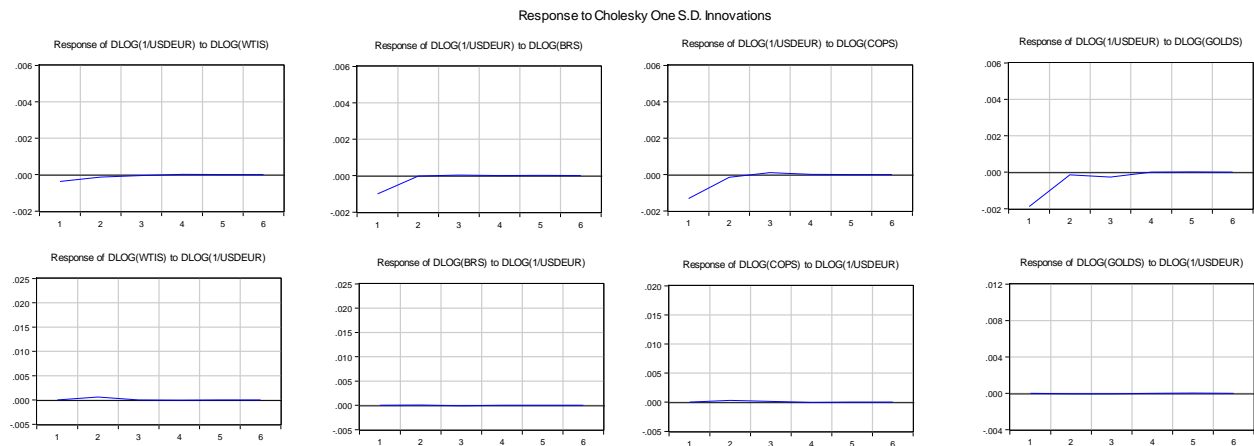 Response to Cholesky One S.D. Innovations
Response of DLOG(1/USDEUR) to DLOG(WTIS)
.006
.004
.002
.000
-.002
1 2 3 4 5 6
Response of DLOG(1/USDEUR) to DLOG(BRS)
.006
.004
.002
.000
-.002
1 2 3 4 5 6
Response of DLOG(1/USDEUR) to DLOG(COPS)
.006
.004
.002
.000
-.002
1 2 3 4 5 6
Response of DLOG(1/USDEUR) to DLOG(GOLDS)
.006
.004
.002
.000
-.002
1 2 3 4 5 6
Response of DLOG(WTIS) to DLOG(1/USDEUR)
.025
.020
.015
.010
.005
.000
-.005
1 2 3 4 5 6
Response of DLOG(BRS) to DLOG(1/USDEUR)
.025
.020
.015
.010
.005
.000
-.005
1 2 3 4 5 6
Response of DLOG(COPS) to DLOG(1/USDEUR)
.020
.015
.010
.005
.000
-.005
1 2 3 4 5 6
Response of DLOG(GOLDS) to DLOG(1/USDEUR)
.012
.008
.004
.000
-.004
1 2 3 4 5 6